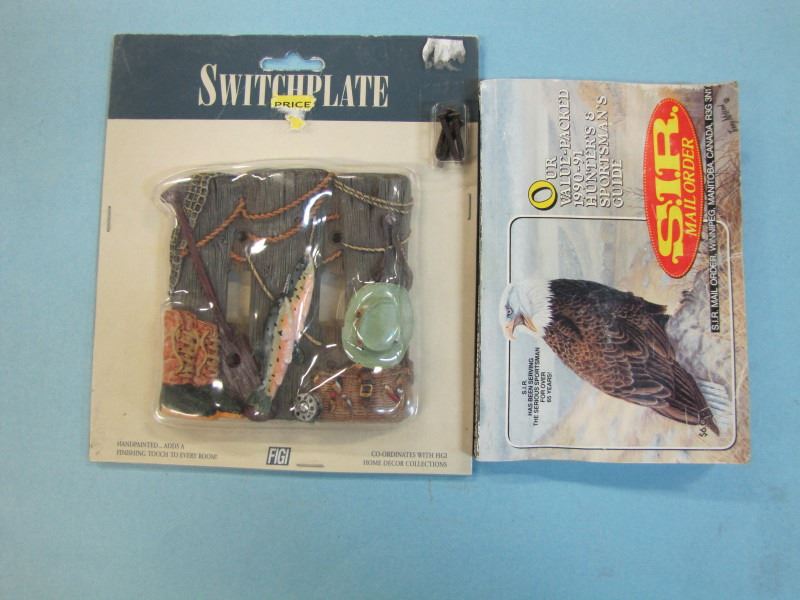 SWITCHPLATE
PRICE
HANDPAINTED...ADDS A
FINISHING TOUCH TO EVERY ROOM!
FIGI
CO-ORDINATES WITH FIGI
HOME DECOR COLLECTIONS
OUR
VALUE-PACKED
1990-91
HUNTER'S &
SPORTSMAN'S
GUIDE
S.I.R.
MAIL ORDER
S.I.R. MAIL ORDER, WINNIPEG, MANITOBA, CANADA, R3G 3N1
S.I.R.
HAS BEEN SERVING
THE SERIOUS SPORTSMAN
FOR OVER
65 YEARS!